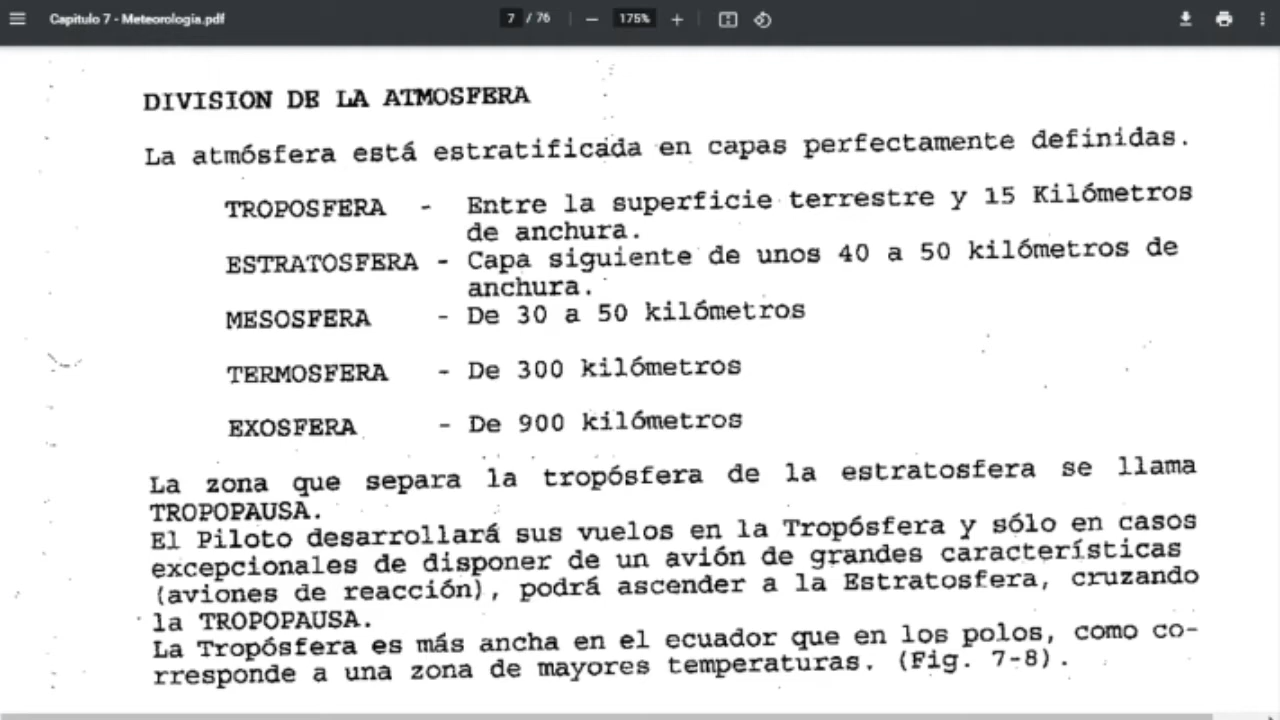 Capitulo 7 - Meteorologia.pdf
7 / 76
175%
DIVISION DE LA ATMOSFERA
La atmósfera está estratificada en capas perfectamente definidas.
TROPOSFERA - Entre la superficie terrestre y 15 Kilómetros
de anchura.
ESTRATOSFERA - Capa siguiente de unos 40 a 50 kilómetros de
anchura.
MESOSFERA - De 30 a 50 kilómetros
TERMOSFERA - De 300 kilómetros
EXOSFERA - De 900 kilómetros
La zona que separa la tropósfera de la estratosfera se llama
TROPOPAUSA.
El Piloto desarrollará sus vuelos en la Tropósfera y sólo en casos
excepcionales de disponer de un avión de grandes características
(aviones de reacción), podrá ascender a la Estratosfera, cruzando
la TROPOPAUSA.
La Tropósfera es más ancha en el ecuador que en los polos, como co-
rresponde a una zona de mayores temperaturas. (Fig. 7-8).